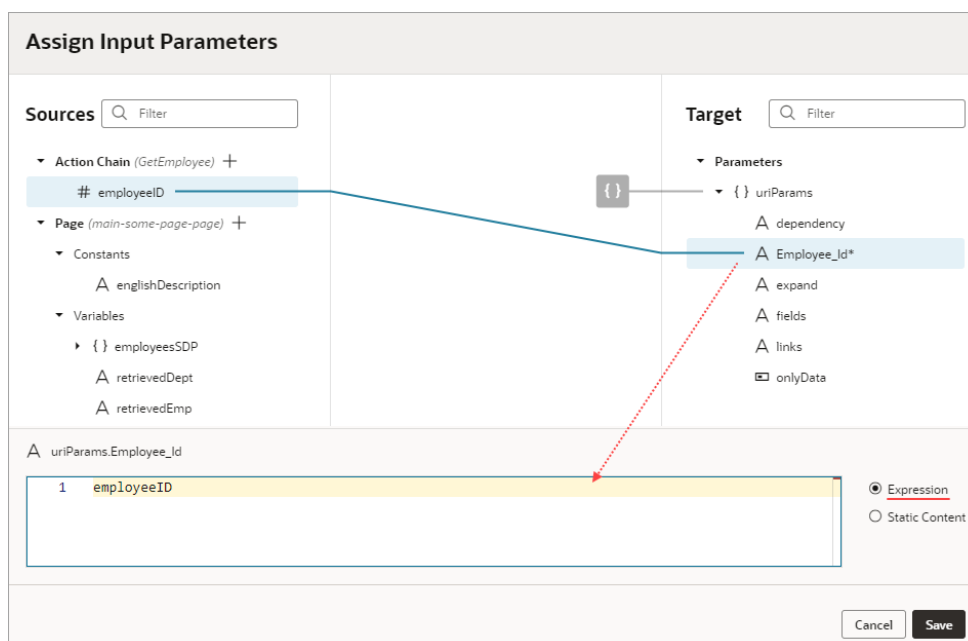 Assign Input Parameters
Sources
Filter
Target
Filter
Action Chain (GetEmployee)
Parameters
# employeeID
{ }
{ } uriParams
Page (main-some-page-page)
A dependency
Constants
A Employee_Id*
A englishDescription
A expand
Variables
A fields
{ } employeesSDP
A links
A retrievedDept
onlyData
A retrievedEmp
A uriParams.Employee_Id
1 employeeID
Expression
Static Content
Cancel
Save